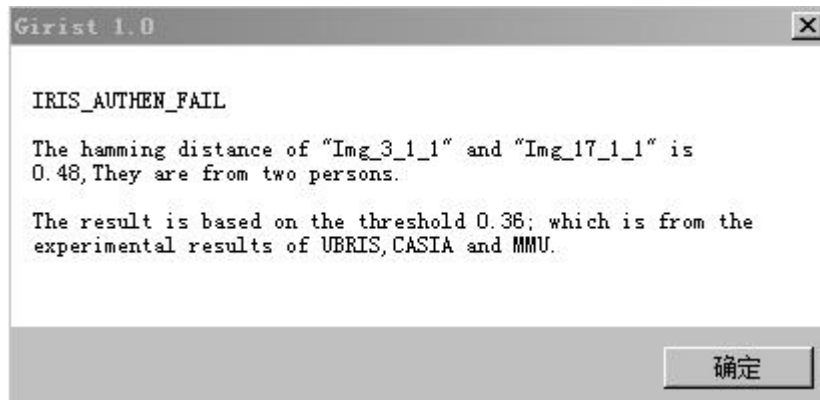 Girist 1.0
IRIS_AUTHEN_FAIL
The hamming distance of "Img_3_1_1" and "Img_17_1_1" is
0.48,They are from two persons.
The result is based on the threshold 0.36; which is from the
experimental results of UBRIS,CASIA and MMU.
确定